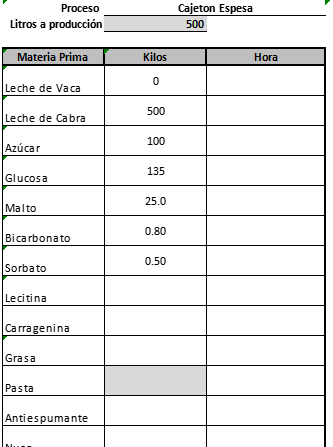 Proceso Cajeton Espesa
Litros a producción 500
Materia Prima Kilos Hora
Leche de Vaca 0
Leche de Cabra 500
Azúcar 100
Glucosa 135
Malto 25.0
Bicarbonato 0.80
Sorbato 0.50
Lecitina
Carragenina
Grasa
Pasta
Antiespumante